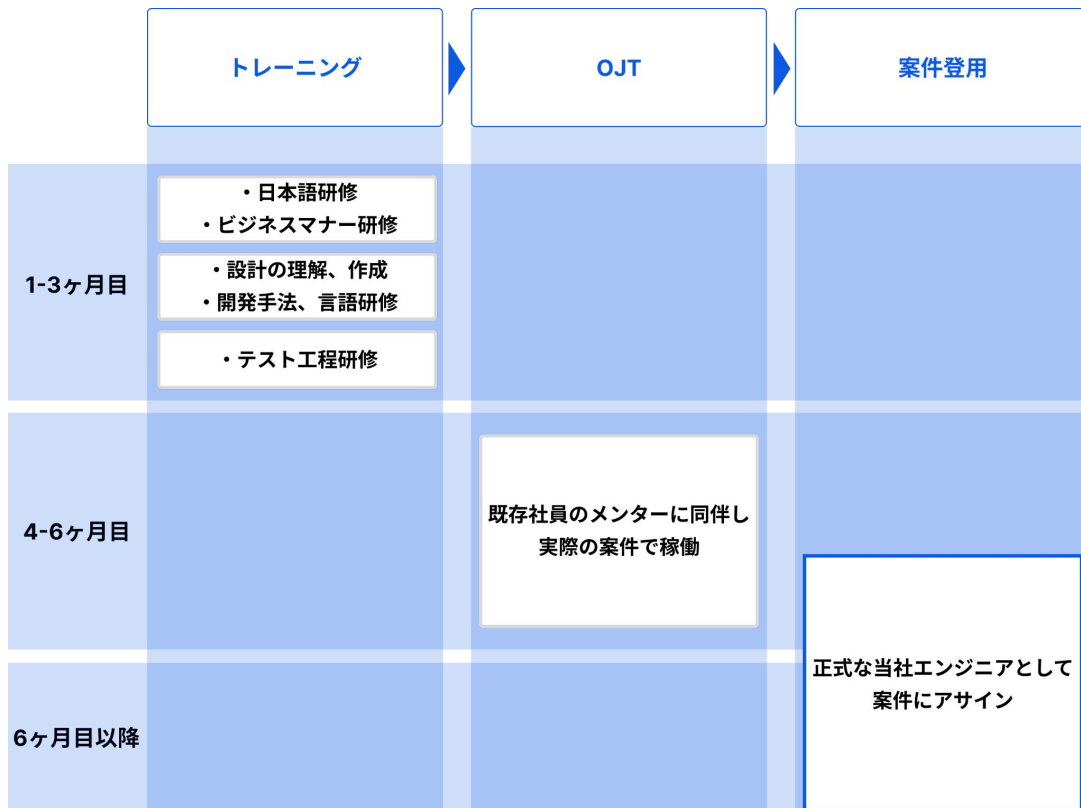 トレーニング
OJT
案件登用
1-3ヶ月目
・日本語研修
・ビジネスマナー研修
・設計の理解、作成
・開発手法、言語研修
・テスト工程研修
4-6ヶ月目
既存社員のメンターに同伴し
実際の案件で稼働
正式な当社エンジニアとして
案件にアサイン
6ヶ月目以降